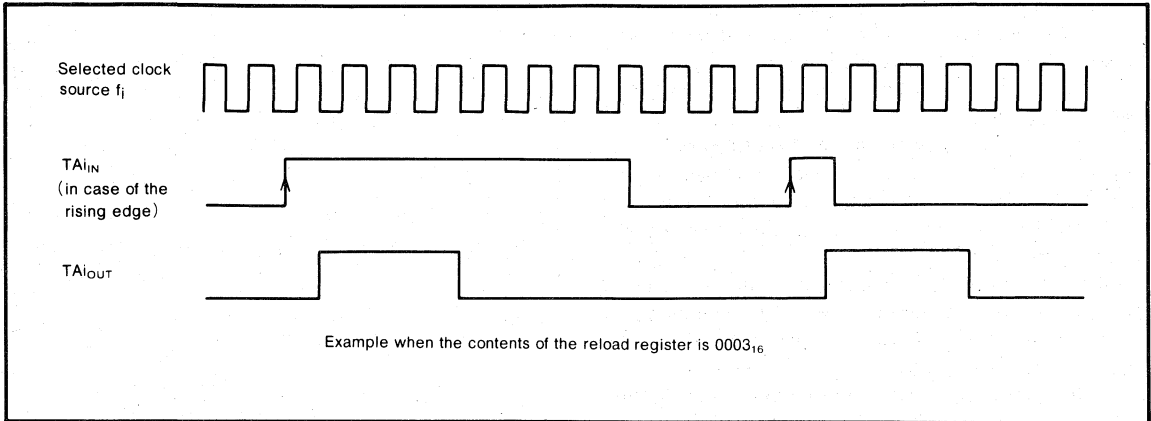 Selected clock
source fi
TAiIN
(in case of the
rising edge)
TAiOUT
Example when the contents of the reload register is 000316